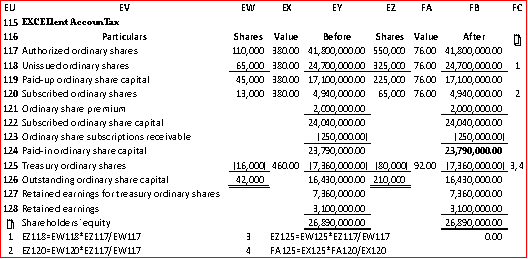 EU EV EW EX EY EZ FA FB FC
115 EXCELlent AccounTax
116 Particulars Shares Value Before Shares Value After
117 Authorized ordinary shares 110,000 380.00 41,800,000.00 550,000 76.00 41,800,000.00
118 Unissued ordinary shares 65,000 380.00 24,700,000.00 325,000 76.00 24,700,000.00 1
119 Paid-up ordinary share capital 45,000 380.00 17,100,000.00 225,000 76.00 17,100,000.00
120 Subscribed ordinary shares 13,000 380.00 4,940,000.00 65,000 76.00 4,940,000.00 2
121 Ordinary share premium 2,000,000.00 2,000,000.00
122 Subscribed ordinary share capital 24,040,000.00 24,040,000.00
123 Ordinary share subscriptions receivable (250,000.00) (250,000.00)
124 Paid-in ordinary share capital 23,790,000.00 23,790,000.00
125 Treasury ordinary shares (16,000) 460.00 (7,360,000.00) (80,000) 92.00 (7,360,000.00) 3,4
126 Outstanding ordinary share capital 42,000 16,430,000.00 210,000 16,430,000.00
127 Retained earnings for treasury ordinary shares 7,360,000.00 7,360,000.00
128 Retained earnings 3,100,000.00 3,100,000.00
Shareholders' equity 26,890,000.00 26,890,000.00
1 EZ118=EW118*EZ117/EW117 3 EZ125=EW125*EZ117/EW117 0.00
2 EZ120=EW120*EZ117/EW117 4 FA125=EX125*FA120/EX120